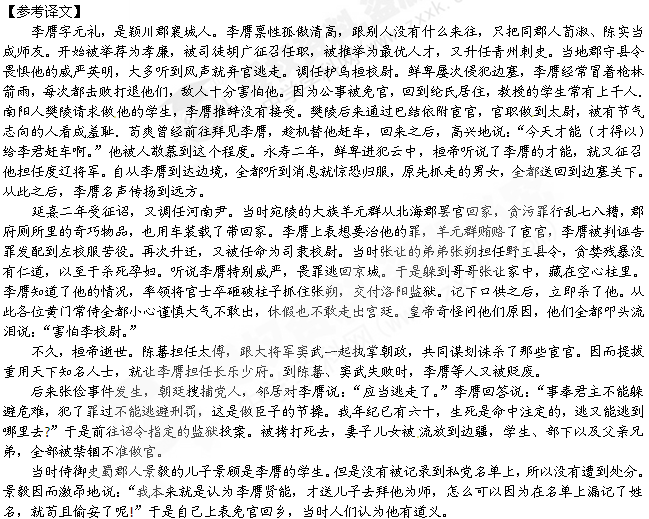 【参考译文】
李膺字元礼，是颍川郡襄城人。李膺禀性孤傲清高，跟别人没有什么来往，只把同郡人荀淑、陈实当
成师友。开始被举荐为孝廉，被司徒胡广征召任职，被推举为最优人才，又升任青州刺史。当地郡守县令
畏惧他的威严英明，大多听到风声就弃官逃走。调任护乌桓校尉。鲜卑屡次侵犯边塞，李膺经常冒着枪林
箭雨，每次都击败打退他们，敌人十分害怕他。因为公事被免官，回到纶氏居住，教授的学生常有上千人．
南阳人樊陵请求做他的学生，李膺推辞没有接受。樊陵后来通过巴结依附宦官，官职做到太尉，被有节气
志向的人看成羞耻．荀爽曾经前往拜见李膺，趁机替他赶车，回来之后，高兴地说：“今天才能（才得以）
给李君赶车啊。”他被人敬慕到这个程度。永寿二年，鲜卑进犯云中，桓帝听说了李膺的才能，就又征召
他担任度辽将军。自从李膺到达边境，全都听到消息就惊恐归服，原先抓走的男女，全都送回到边塞关下。
从此之后，李膺名声传扬到远方。
延熹二年受征诏，又调任河南尹。当时宛陵的大族羊元群从北海郡罢官回家，贪污罪行乱七八糟，郡
府厕所里的奇巧物品，也用车装载了带回家。李膺上表想要治他的罪，羊元群贿赂了宦官，李膺被判诬告
罪发配到左校服苦役。再次升迁，又被任命为司隶校尉。当时张让的弟弟张朔担任野王县令，贪婪残暴没
有仁道，以至于杀死孕妇。听说李膺特别威严，畏罪逃回京城。于是躲到哥哥张让家中，藏在空心柱里。
李膺知道了他的情况，率领将官士卒砸破柱子抓住张朔，交付洛阳监狱。记下口供之后，立即杀了他。从
此各位黄门常侍全都小心谨慎大气不敢出，休假也不敢走出宫廷。皇帝奇怪问他们原因，他们全都叩头流
泪说：“害怕李校尉。”
不久，桓帝逝世。陈蕃担任太傅，跟大将军窦武一起执掌朝政，共同谋划诛杀了那些宦官。因而提拔
重用天下知名人士，就让李膺担任长乐少府。到陈蕃、窦武失败时，李膺等人又被贬废。
后来张俭事件发生，朝廷搜捕党人，邻居对李膺说：“应当逃走了。”李膺回答说：“事奉君主不能躲
避危难，犯了罪过不能逃避刑罚，这是做臣子的节操。我年纪已有六十，生死是命中注定的，逃又能逃到
哪里去？”于是前往诏令指定的监狱投案。被拷打死去，妻子儿女被流放到边疆，学生、部下以及父亲兄
弟，全都被禁锢不准做官。
当时侍御史蜀郡人景毅的儿子景顾是李膺的学生。但是没有被记录到私党名单上，所以没有遭到处分。
景毅因而激昂地说：“我本来就是认为李膺贤能，才送儿子去拜他为师，怎么可以因为在名单上漏记了姓
名，就苟且偷安了呢！”于是自己上表免官回乡，当时人们认为他有道义。